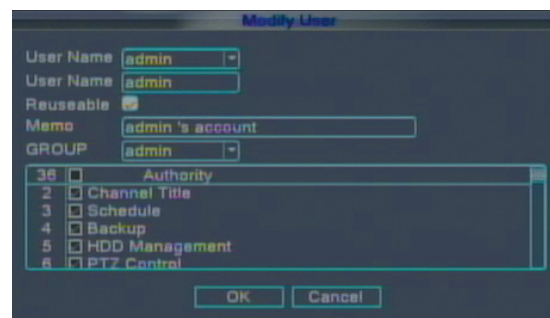 Modify User
User Name admin
User Name admin
Reuseable
Memo admin 's account
GROUP admin
36 Authority
2 Channel Title
3 Schedule
4 Backup
5 HDD Management
6 PTZ Control
OK Cancel